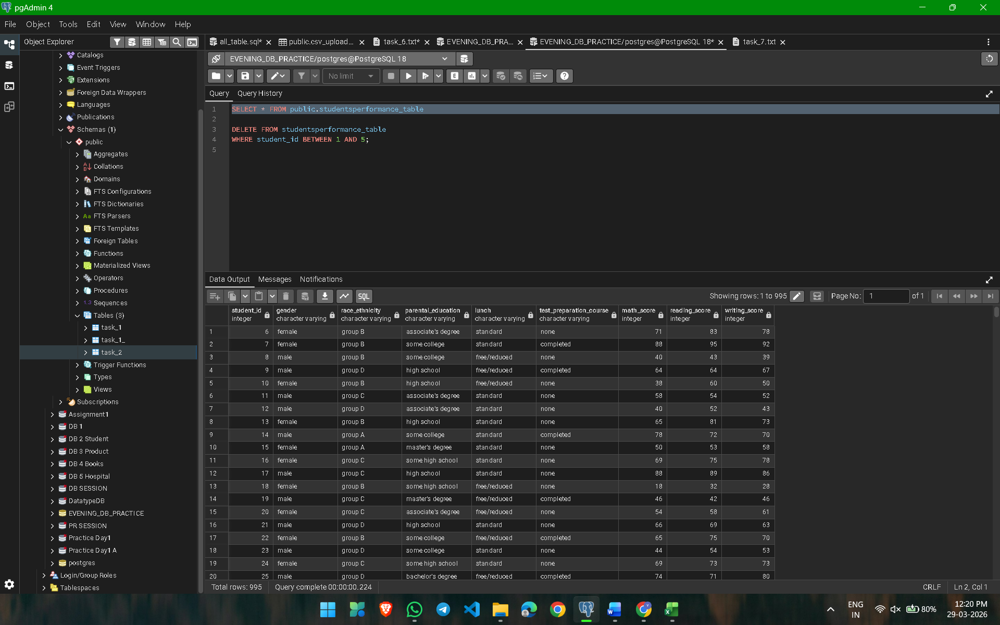 pgAdmin 4
File Object Tools Edit View Window Help
Object Explorer
all_table.sql* public.csv_upload... task_6.txt* EVENING_DB_PRA... EVENING_DB_PRACTICE/postgres@PostgreSQL 18* task_7.txt
EVENING_DB_PRACTICE/postgres@PostgreSQL 18
No limit
E
Query Query History
1 SELECT * FROM public.studentsperformance_table
2
3 DELETE FROM studentsperformance_table
4 WHERE student_id BETWEEN 1 AND 5;
5
Catalogs
Event Triggers
Extensions
Foreign Data Wrappers
Languages
Publications
Schemas (1)
public
Aggregates
Collations
Domains
FTS Configurations
FTS Dictionaries
Aa FTS Parsers
FTS Templates
Foreign Tables
Functions
Materialized Views
Operators
Procedures
1.3 Sequences
Tables (3)
task_1
task_1_
task_2
Trigger Functions
Types
Views
Subscriptions
Assignment1
DB 1
DB 2 Student
DB 3 Product
DB 4 Books
DB 5 Hospital
DB SESSION
DatatypeDB
EVENING_DB_PRACTICE
PR SESSION
Practice Day1
Practice Day1 A
postgres
Login/Group Roles
Tablespaces
Data Output Messages Notifications
SQL Showing rows: 1 to 995 Page No: 1 of 1
student_id gender race_ethnicity parental_education lunch test_preparation_course math_score reading_score writing_score
integer character varying character varying character varying character varying character varying integer integer integer
1 6 female group B associate's degree standard none 71 83 78
2 7 female group B some college standard completed 88 95 92
3 8 male group B some college free/reduced none 40 43 39
4 9 male group D high school free/reduced completed 64 64 67
5 10 female group B high school free/reduced none 38 60 50
6 11 male group C associate's degree standard none 58 54 52
7 12 male group D associate's degree standard none 40 52 43
8 13 female group B high school standard none 65 81 73
9 14 male group A some college standard completed 78 72 70
10 15 female group A master's degree standard none 50 53 58
11 16 female group C some high school standard none 69 75 78
12 17 male group C high school standard none 88 89 86
13 18 female group B some high school free/reduced none 18 32 28
14 19 male group C master's degree free/reduced completed 46 42 46
15 20 female group C associate's degree free/reduced none 54 58 61
16 21 male group D high school standard none 66 69 63
17 22 female group B some college free/reduced completed 65 75 70
18 23 male group D some college standard none 44 54 53
19 24 female group C some high school standard none 69 73 73
20 25 male group D bachelor's degree free/reduced completed 74 71 80
Total rows: 995 Query complete 00:00:00.224 CRLF Ln 2, Col 1
ENG
IN
80%
12:20 PM
29-03-2026